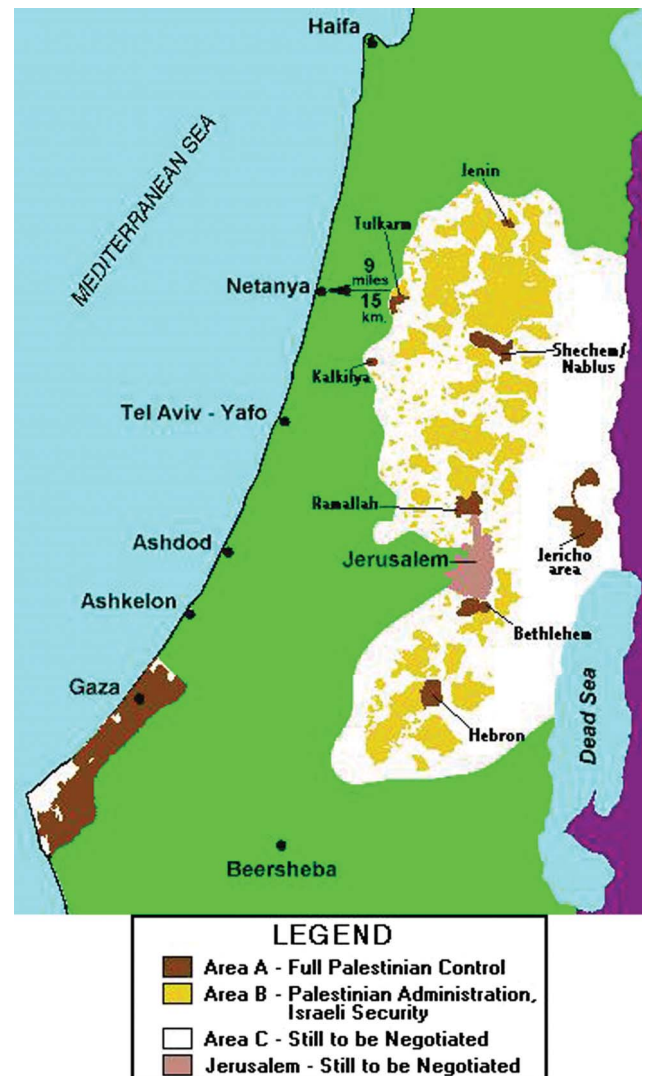 Haifa
MEDITERRANEAN SEA
Jenin
Tulkarm
9
miles
Netanya
15
km.
Shechem/
Nablus
Kalkilya
Tel Aviv - Yafo
Ramallah
Ashdod
Jerusalem
Jericho
area
Ashkelon
Bethlehem
Gaza
Hebron
Dead Sea
Beersheba
LEGEND
Area A - Full Palestinian Control
Area B - Palestinian Administration,
Israeli Security
Area C - Still to be Negotiated
Jerusalem - Still to be Negotiated